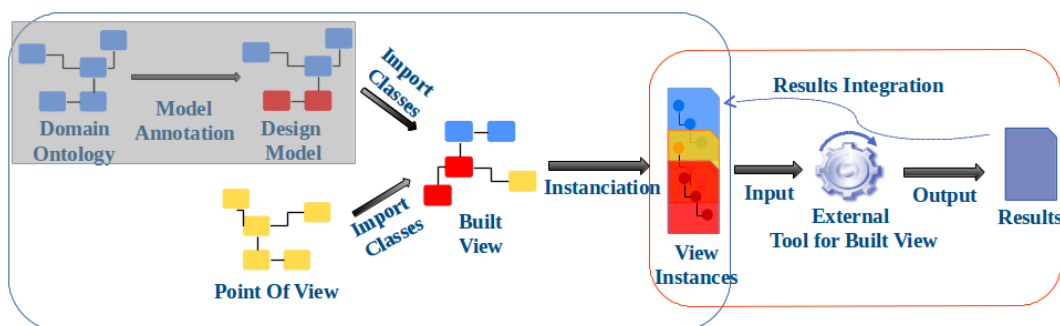 Domain
Ontology
Model
Annotation
Design
Model
Import
Classes
Import
Classes
Point Of View
Built
View
Instanciation
View
Instances
Results Integration
Input
External
Tool for Built View
Output
Results